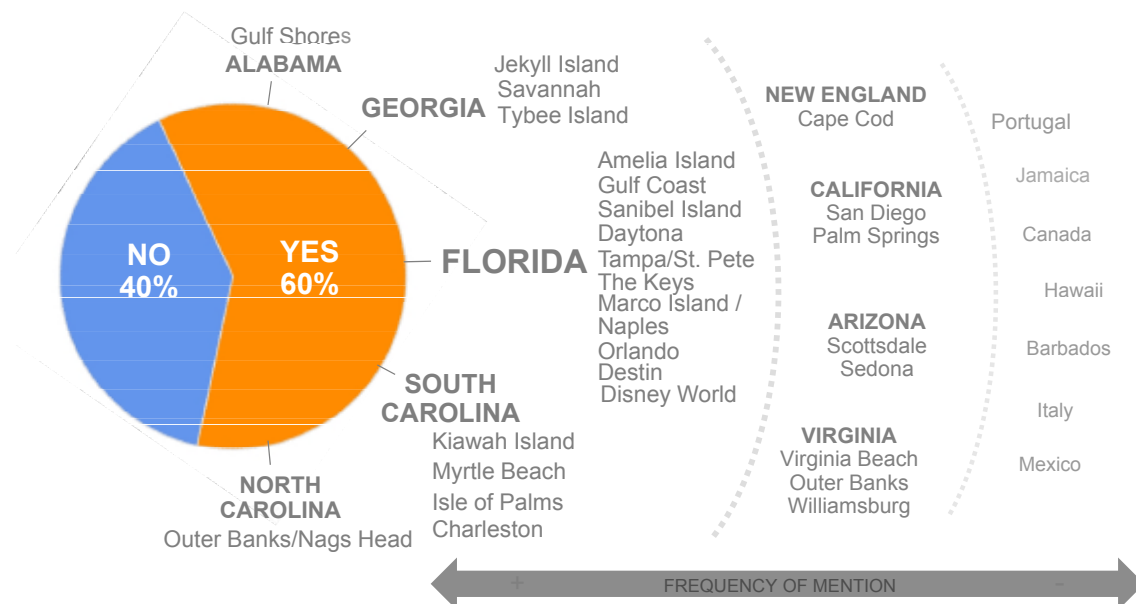 Gulf Shores
ALABAMA
GEORGIA
Jekyll Island
Savannah
Tybee Island
NO
40%
YES
60%
FLORIDA
Amelia Island
Gulf Coast
Sanibel Island
Daytona
Tampa/St. Pete
The Keys
Marco Island /
Naples
Orlando
Destin
Disney World
SOUTH
CAROLINA
Kiawah Island
Myrtle Beach
Isle of Palms
Charleston
NORTH
CAROLINA
Outer Banks/Nags Head
NEW ENGLAND
Cape Cod
CALIFORNIA
San Diego
Palm Springs
ARIZONA
Scottsdale
Sedona
VIRGINIA
Virginia Beach
Outer Banks
Williamsburg
Portugal
Jamaica
Canada
Hawaii
Barbados
Italy
Mexico
+ FREQUENCY OF MENTION -